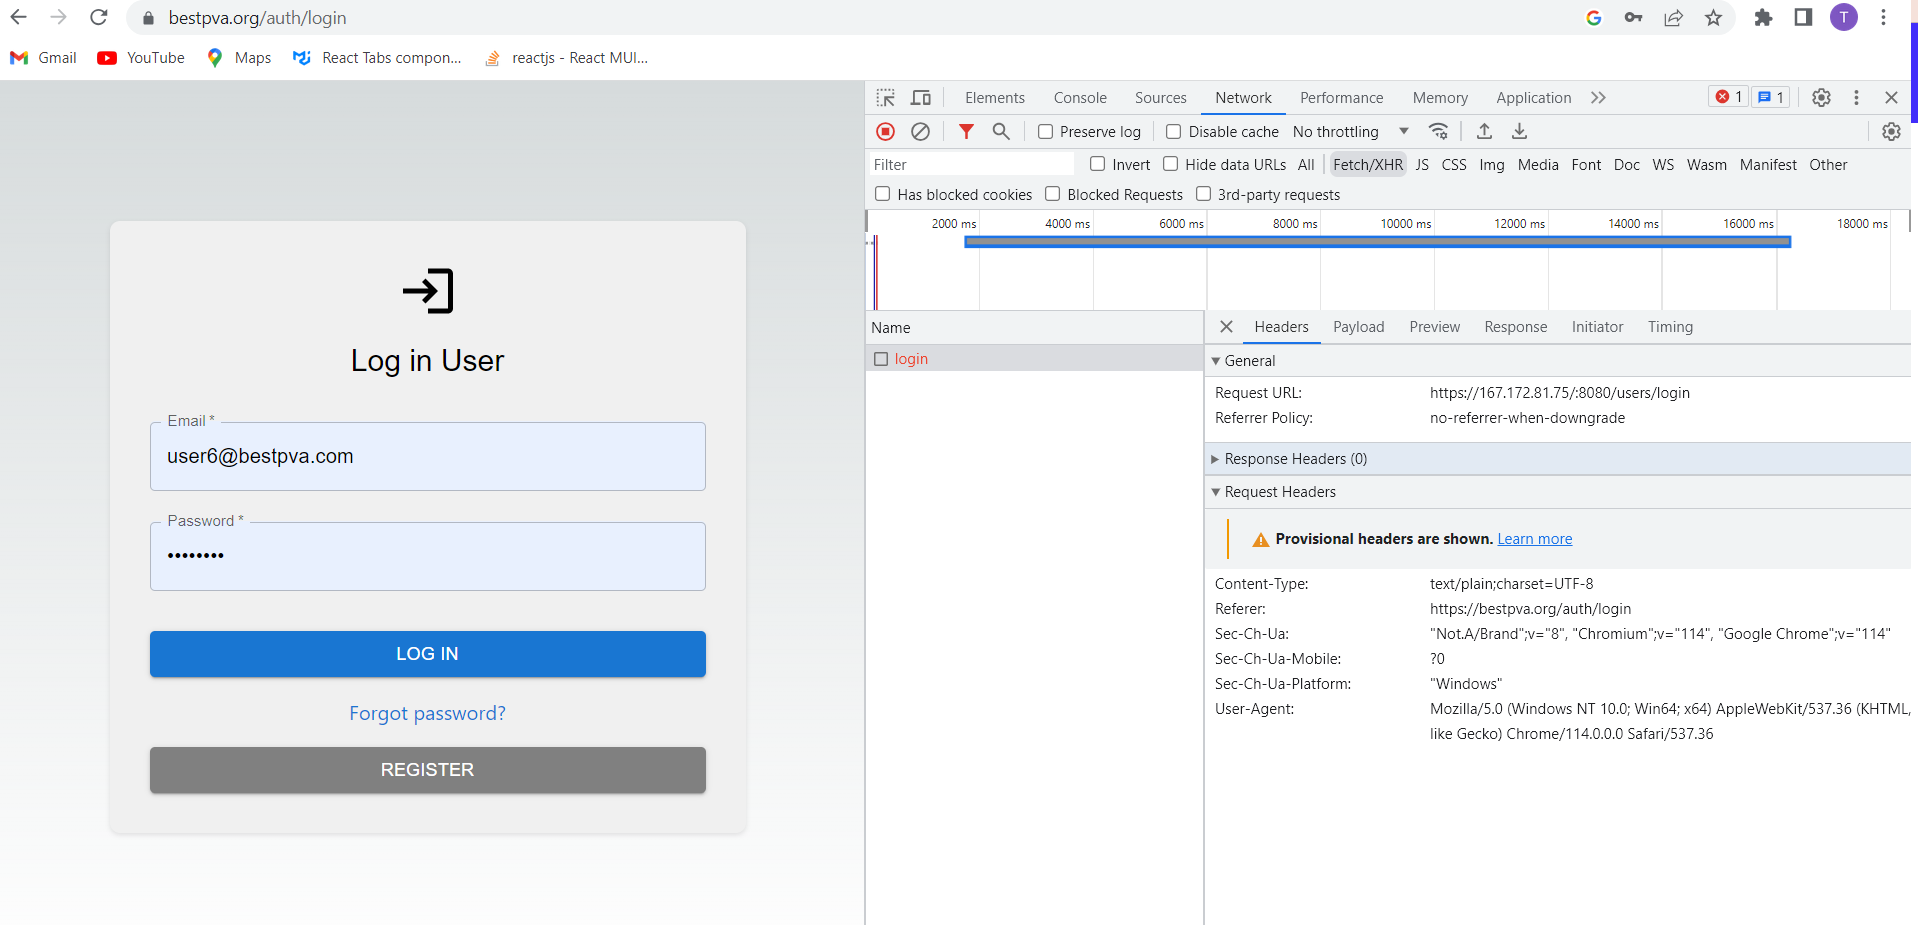 bestpva.org/auth/login
T
Gmail YouTube Maps React Tabs compon... reactjs - React MUI...
Elements Console Sources Network Performance Memory Application 1 1
Preserve log Disable cache No throttling
Filter Invert Hide data URLs All Fetch/XHR JS CSS Img Media Font Doc WS Wasm Manifest Other
Has blocked cookies Blocked Requests 3rd-party requests
2000 ms 4000 ms 6000 ms 8000 ms 10000 ms 12000 ms 14000 ms 16000 ms 18000 ms
Log in User
Email *
user6@bestpva.com
Password *
••••••••
LOG IN
Forgot password?
REGISTER
Name
login
Headers Payload Preview Response Initiator Timing
General
Request URL: https://167.172.81.75/:8080/users/login
Referrer Policy: no-referrer-when-downgrade
Response Headers (0)
Request Headers
Provisional headers are shown. Learn more
Content-Type: text/plain;charset=UTF-8
Referer: https://bestpva.org/auth/login
Sec-Ch-Ua: "Not.A/Brand";v="8", "Chromium";v="114", "Google Chrome";v="114"
Sec-Ch-Ua-Mobile: ?0
Sec-Ch-Ua-Platform: "Windows"
User-Agent: Mozilla/5.0 (Windows NT 10.0; Win64; x64) AppleWebKit/537.36 (KHTML,
like Gecko) Chrome/114.0.0.0 Safari/537.36